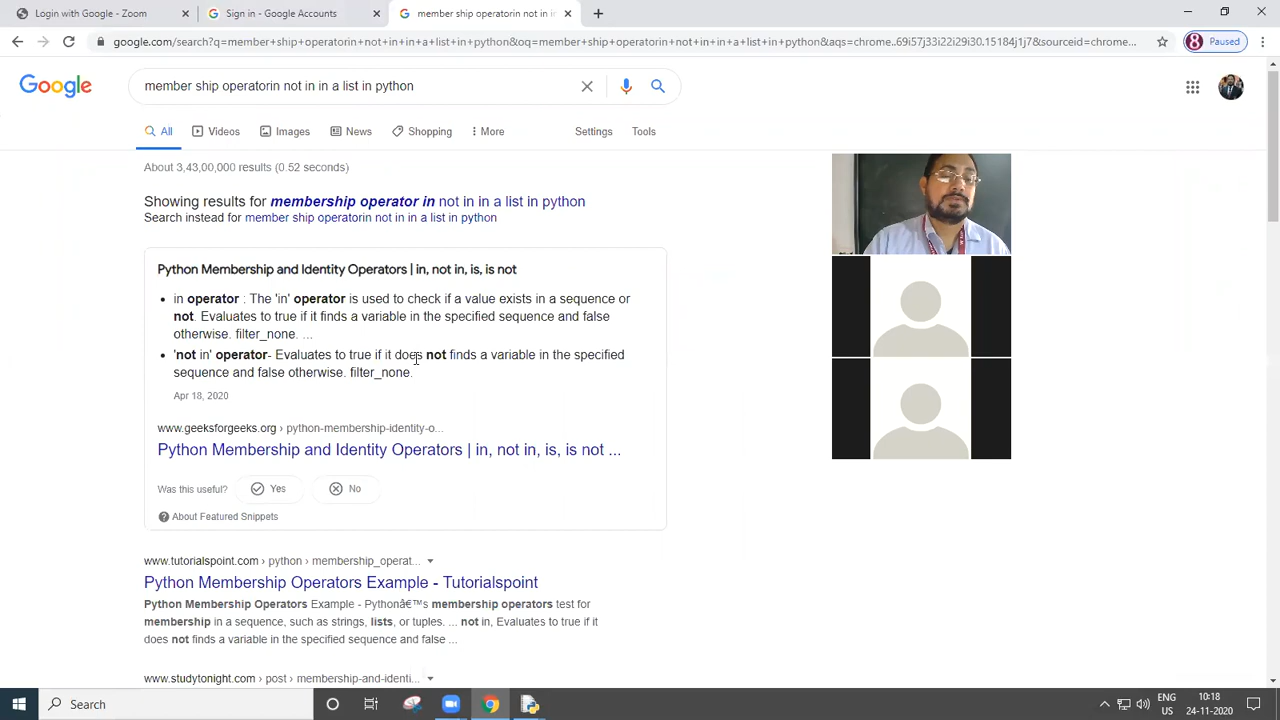 Login with Google - Zoom
Sign in - Google Accounts
member ship operatorin not in in
google.com/search?q=member+ship+operatorin+not+in+in+a+list+in+python&oq=member+ship+operatorin+not+in+in+a+list+in+python&aqs=chrome..69i57j33i22i29i30.15184j1j7&sourceid=chrome...
8 Paused
Google
member ship operatorin not in in a list in python
All Videos Images News Shopping More Settings Tools
About 3,43,00,000 results (0.52 seconds)
Showing results for membership operator in not in in a list in python
Search instead for member ship operatorin not in in a list in python
Python Membership and Identity Operators | in, not in, is, is not
• in operator : The 'in' operator is used to check if a value exists in a sequence or
not. Evaluates to true if it finds a variable in the specified sequence and false
otherwise. filter_none. ...
• 'not in' operator- Evaluates to true if it does not finds a variable in the specified
sequence and false otherwise. filter_none.
Apr 18, 2020
www.geeksforgeeks.org › python-membership-identity-o...
Python Membership and Identity Operators | in, not in, is, is not ...
Was this useful? Yes No
About Featured Snippets
www.tutorialspoint.com › python › membership_operat...
Python Membership Operators Example - Tutorialspoint
Python Membership Operators Example - Pythonâ€™s membership operators test for
membership in a sequence, such as strings, lists, or tuples. ... not in, Evaluates to true if it
does not finds a variable in the specified sequence and false ...
www.studytonight.com › post › membership-and-identi...
Search
ENG
US
10:18
24-11-2020